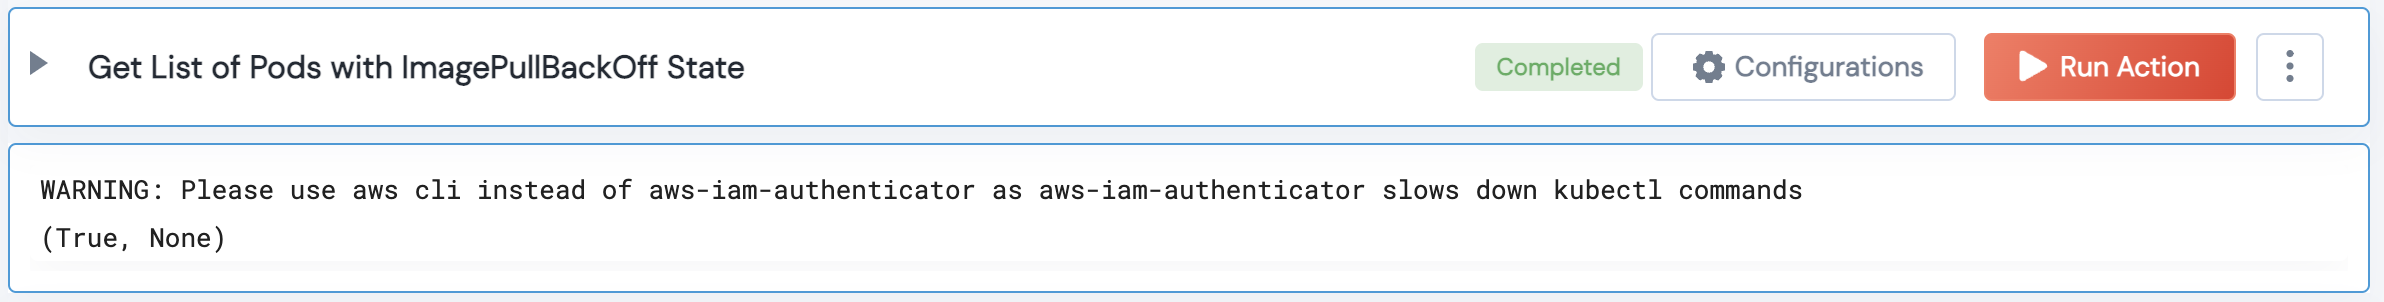 Get List of Pods with ImagePullBackOff State Completed Configurations Run Action
WARNING: Please use aws cli instead of aws-iam-authenticator as aws-iam-authenticator slows down kubectl commands
(True, None)